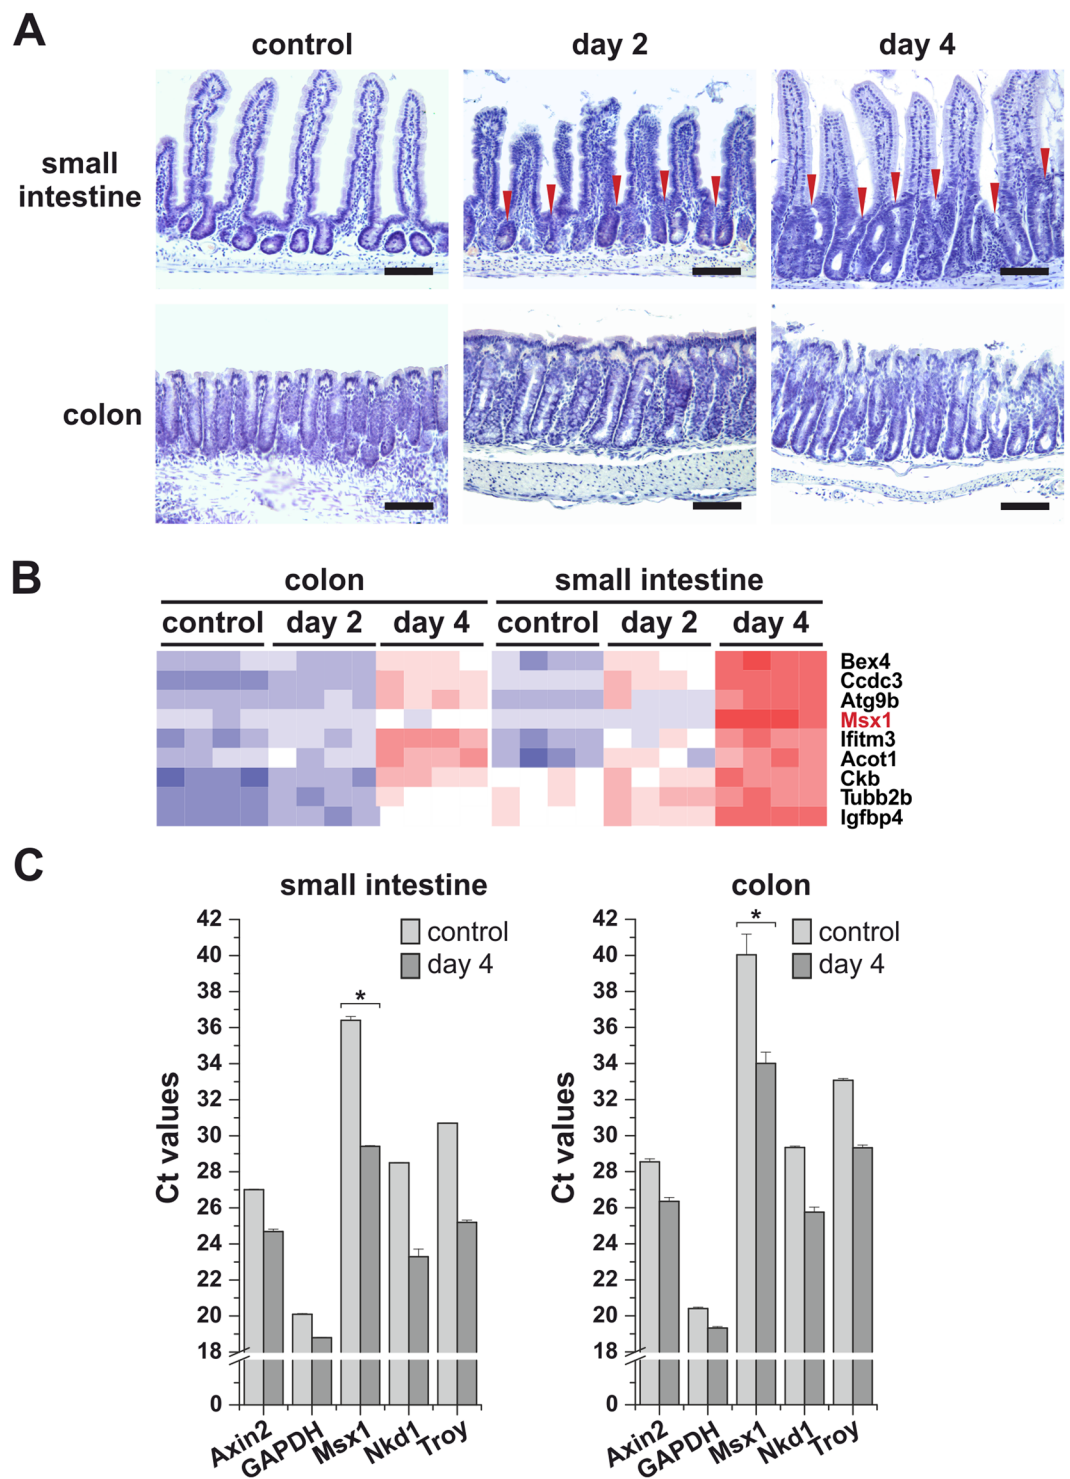 A
control day 2 day 4
small
intestine
colon
B
colon small intestine
control day 2 day 4 control day 2 day 4
Bex4
Ccdc3
Atg9b
Msx1
Ifitm3
Acot1
Ckb
Tubb2b
Igfbp4
C
small intestine
42
40
38
36
34
32
30
28
26
24
22
20
18
0
Ct values
control
day 4
*
Axin2
GAPDH
Msx1
Nkd1
Troy
colon
42
40
38
36
34
32
30
28
26
24
22
20
18
0
Ct values
control
day 4
*
Axin2
GAPDH
Msx1
Nkd1
Troy